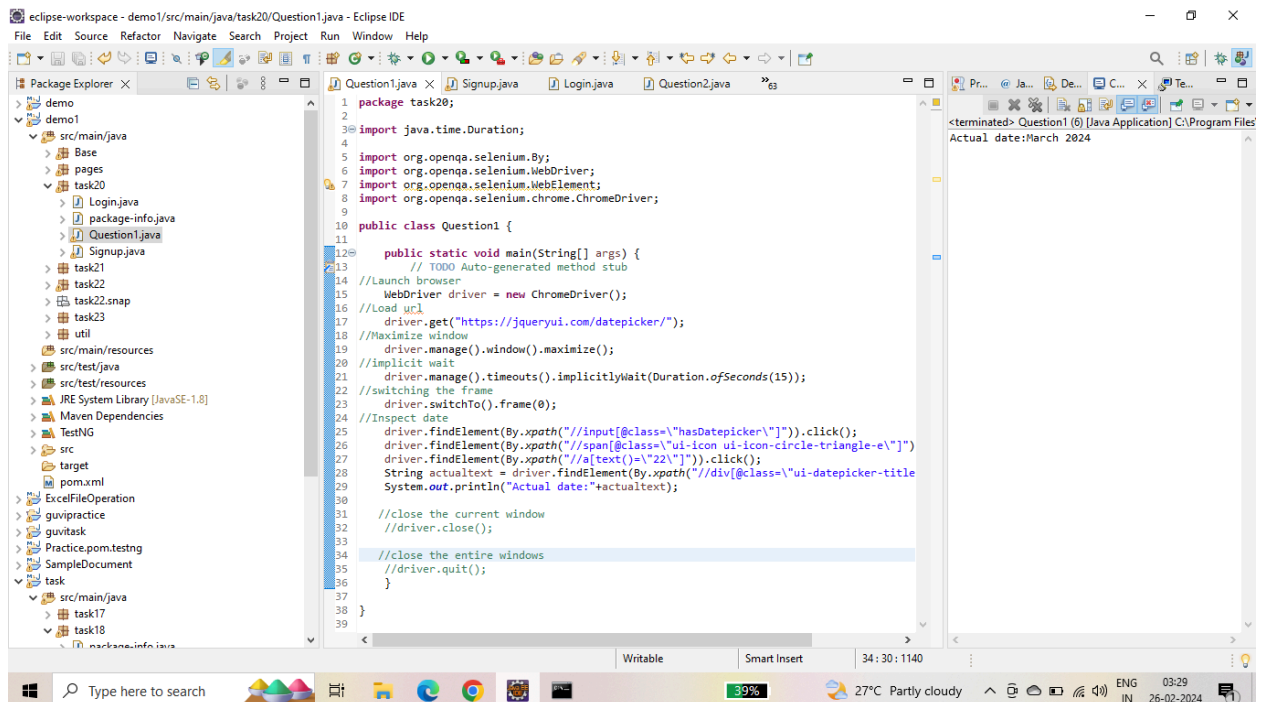 eclipse-workspace - demo1/src/main/java/task20/Question1.java - Eclipse IDE
File Edit Source Refactor Navigate Search Project Run Window Help
Package Explorer
demo
demo1
src/main/java
Base
pages
task20
Login.java
package-info.java
Question1.java
Signup.java
task21
task22
task22.snap
task23
util
src/main/resources
src/test/java
src/test/resources
JRE System Library [JavaSE-1.8]
Maven Dependencies
TestNG
src
target
pom.xml
ExcelFileOperation
guvipractice
guvitask
Practice.pom.testng
SampleDocument
task
src/main/java
task17
task18
package-info.java
Question1.java Signup.java Login.java Question2.java »63
1 package task20;
2
3 import java.time.Duration;
4
5 import org.openqa.selenium.By;
6 import org.openqa.selenium.WebDriver;
7 import org.openqa.selenium.WebElement;
8 import org.openqa.selenium.chrome.ChromeDriver;
9
10 public class Question1 {
11
12 public static void main(String[] args) {
13 // TODO Auto-generated method stub
14 //Launch browser
15 WebDriver driver = new ChromeDriver();
16 //Load url
17 driver.get("https://jqueryui.com/datepicker/");
18 //Maximize window
19 driver.manage().window().maximize();
20 //implicit wait
21 driver.manage().timeouts().implicitlyWait(Duration.ofSeconds(15));
22 //switching the frame
23 driver.switchTo().frame(0);
24 //Inspect date
25 driver.findElement(By.xpath("//input[@class=\"hasDatepicker\"]")).click();
26 driver.findElement(By.xpath("//span[@class=\"ui-icon ui-icon-circle-triangle-e\"]")
27 driver.findElement(By.xpath("//a[text()=\"22\"]")).click();
28 String actualtext = driver.findElement(By.xpath("//div[@class=\"ui-datepicker-title
29 System.out.println("Actual date:"+actualtext);
30
31 //close the current window
32 //driver.close();
33
34 //close the entire windows
35 //driver.quit();
36 }
37
38 }
39
Pr... Ja... De... C... Te...
<terminated> Question1 (6) [Java Application] C:\Program Files
Actual date:March 2024
Writable Smart Insert 34 : 30 : 1140
Type here to search
39%
27°C Partly cloudy
ENG
IN
03:29
26-02-2024
1